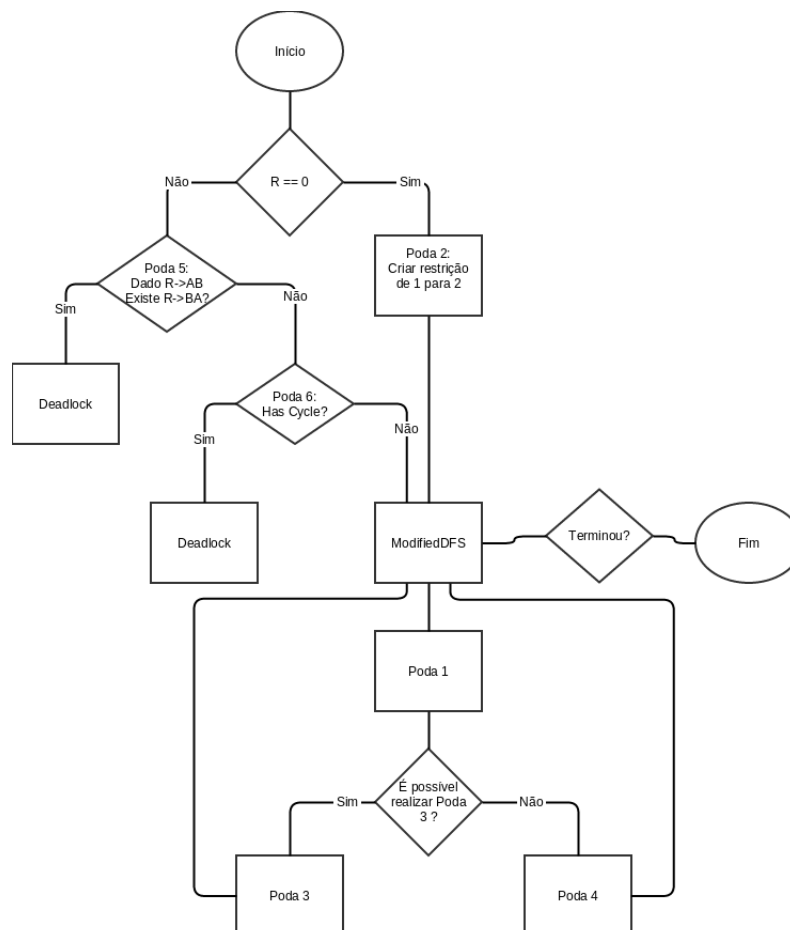 Início
R == 0
Não
Sim
Poda 2:
Criar restrição
de 1 para 2
Poda 5:
Dado R->AB
Existe R->BA?
Sim
Não
Deadlock
Poda 6:
Has Cycle?
Sim
Não
Deadlock
ModifiedDFS
Terminou?
Fim
Poda 1
É possível
realizar Poda
3 ?
Sim
Não
Poda 3
Poda 4